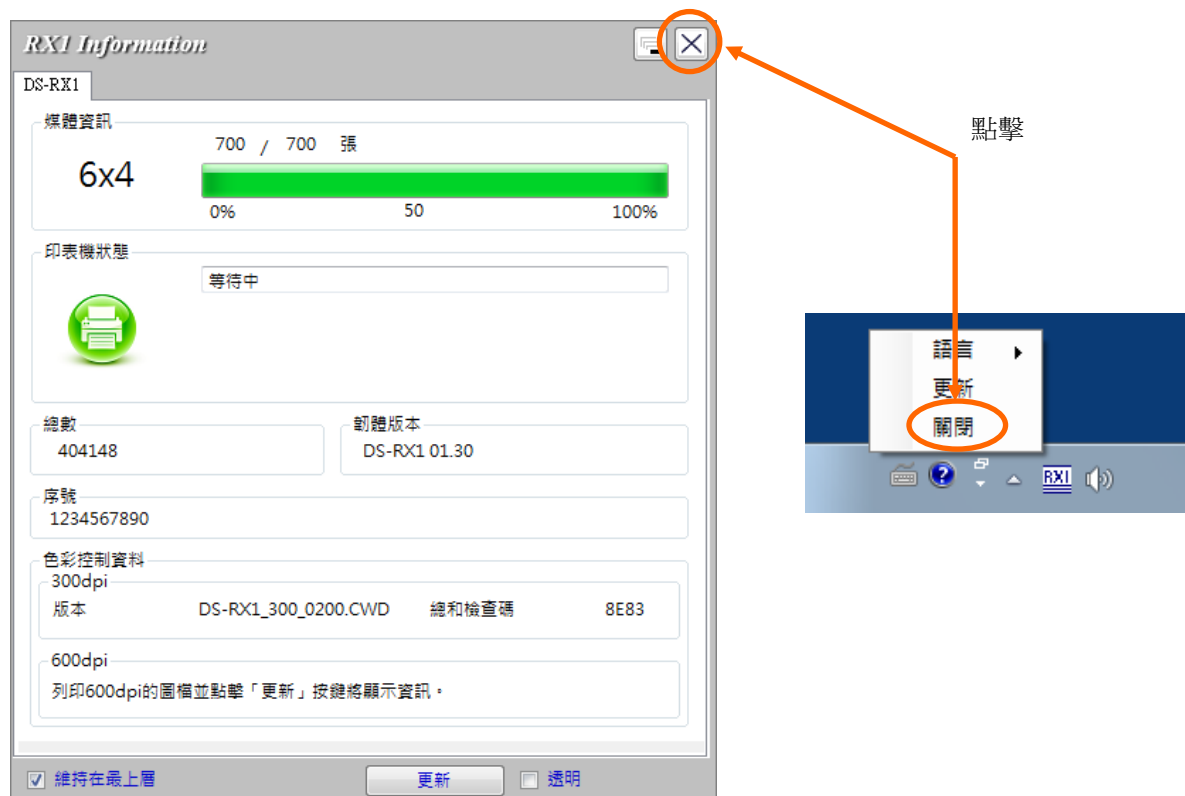 RX1 Information
DS-RX1
媒體資訊
700 / 700 張
6x4
0% 50 100%
印表機狀態
等待中
總數
404148
韌體版本
DS-RX1 01.30
序號
1234567890
色彩控制資料
300dpi
版本 DS-RX1_300_0200.CWD 總和檢查碼 8E83
600dpi
列印600dpi的圖檔並點擊「更新」按鍵將顯示資訊。
維持在最上層 更新 透明
點擊
語言
更新
關閉
RX1